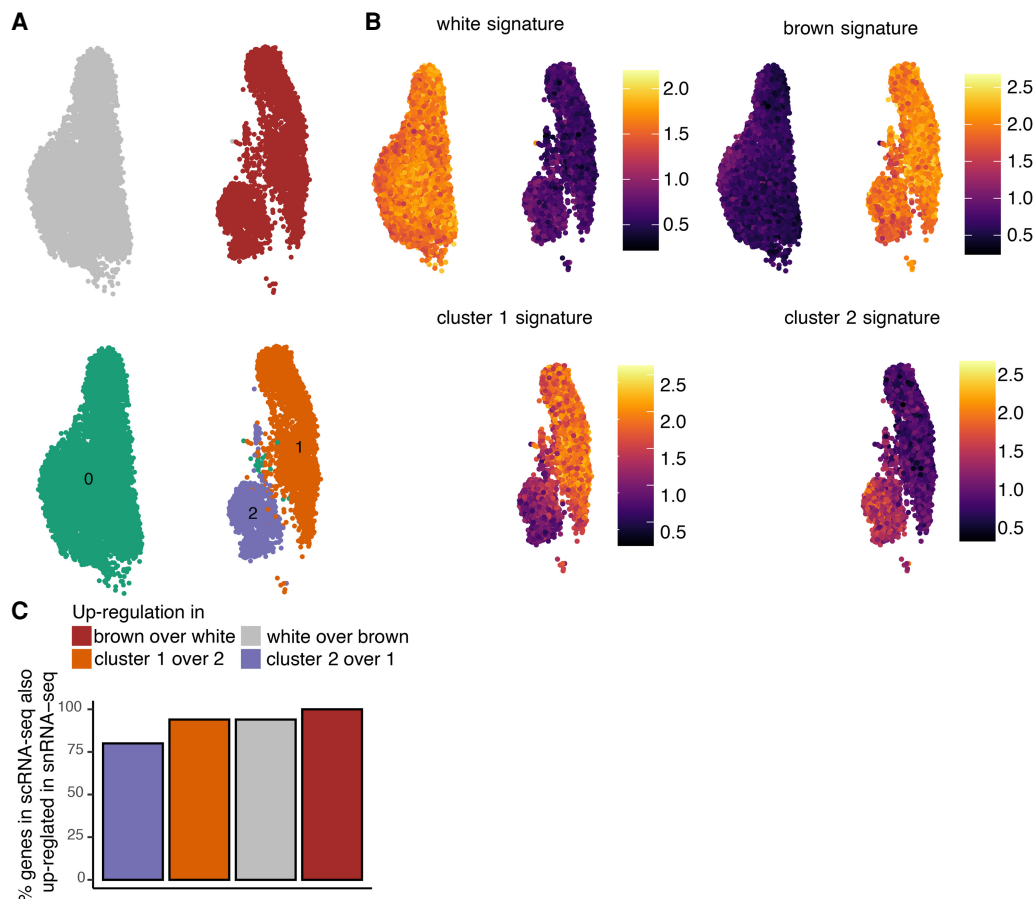 A
B
white signature
brown signature
2.0
1.5
1.0
0.5
2.5
2.0
1.5
1.0
0.5
0
1
2
cluster 1 signature
cluster 2 signature
2.5
2.0
1.5
1.0
0.5
2.5
2.0
1.5
1.0
0.5
C
Up-regulation in
brown over white
white over brown
cluster 1 over 2
cluster 2 over 1
% genes in scRNA-seq also
up-reglated in snRNA-seq
100
75
50
25
0